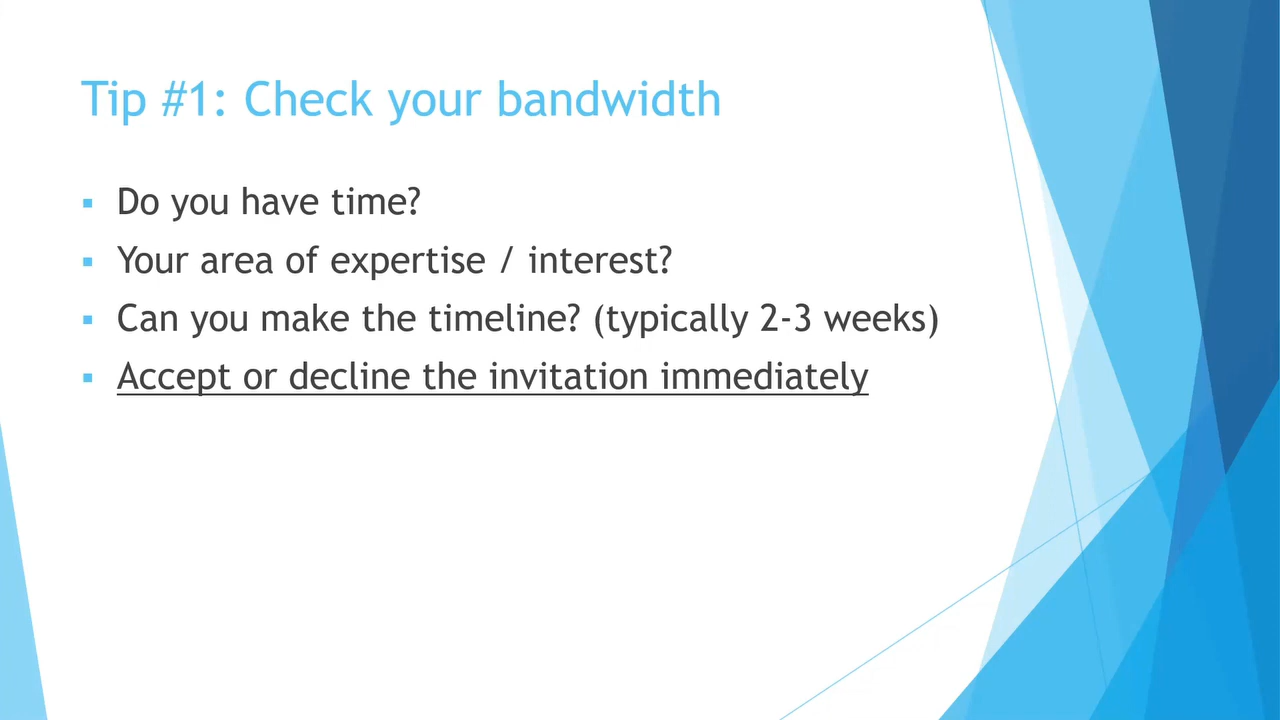 Tip #1: Check your bandwidth
Do you have time?
Your area of expertise / interest?
Can you make the timeline? (typically 2-3 weeks)
Accept or decline the invitation immediately